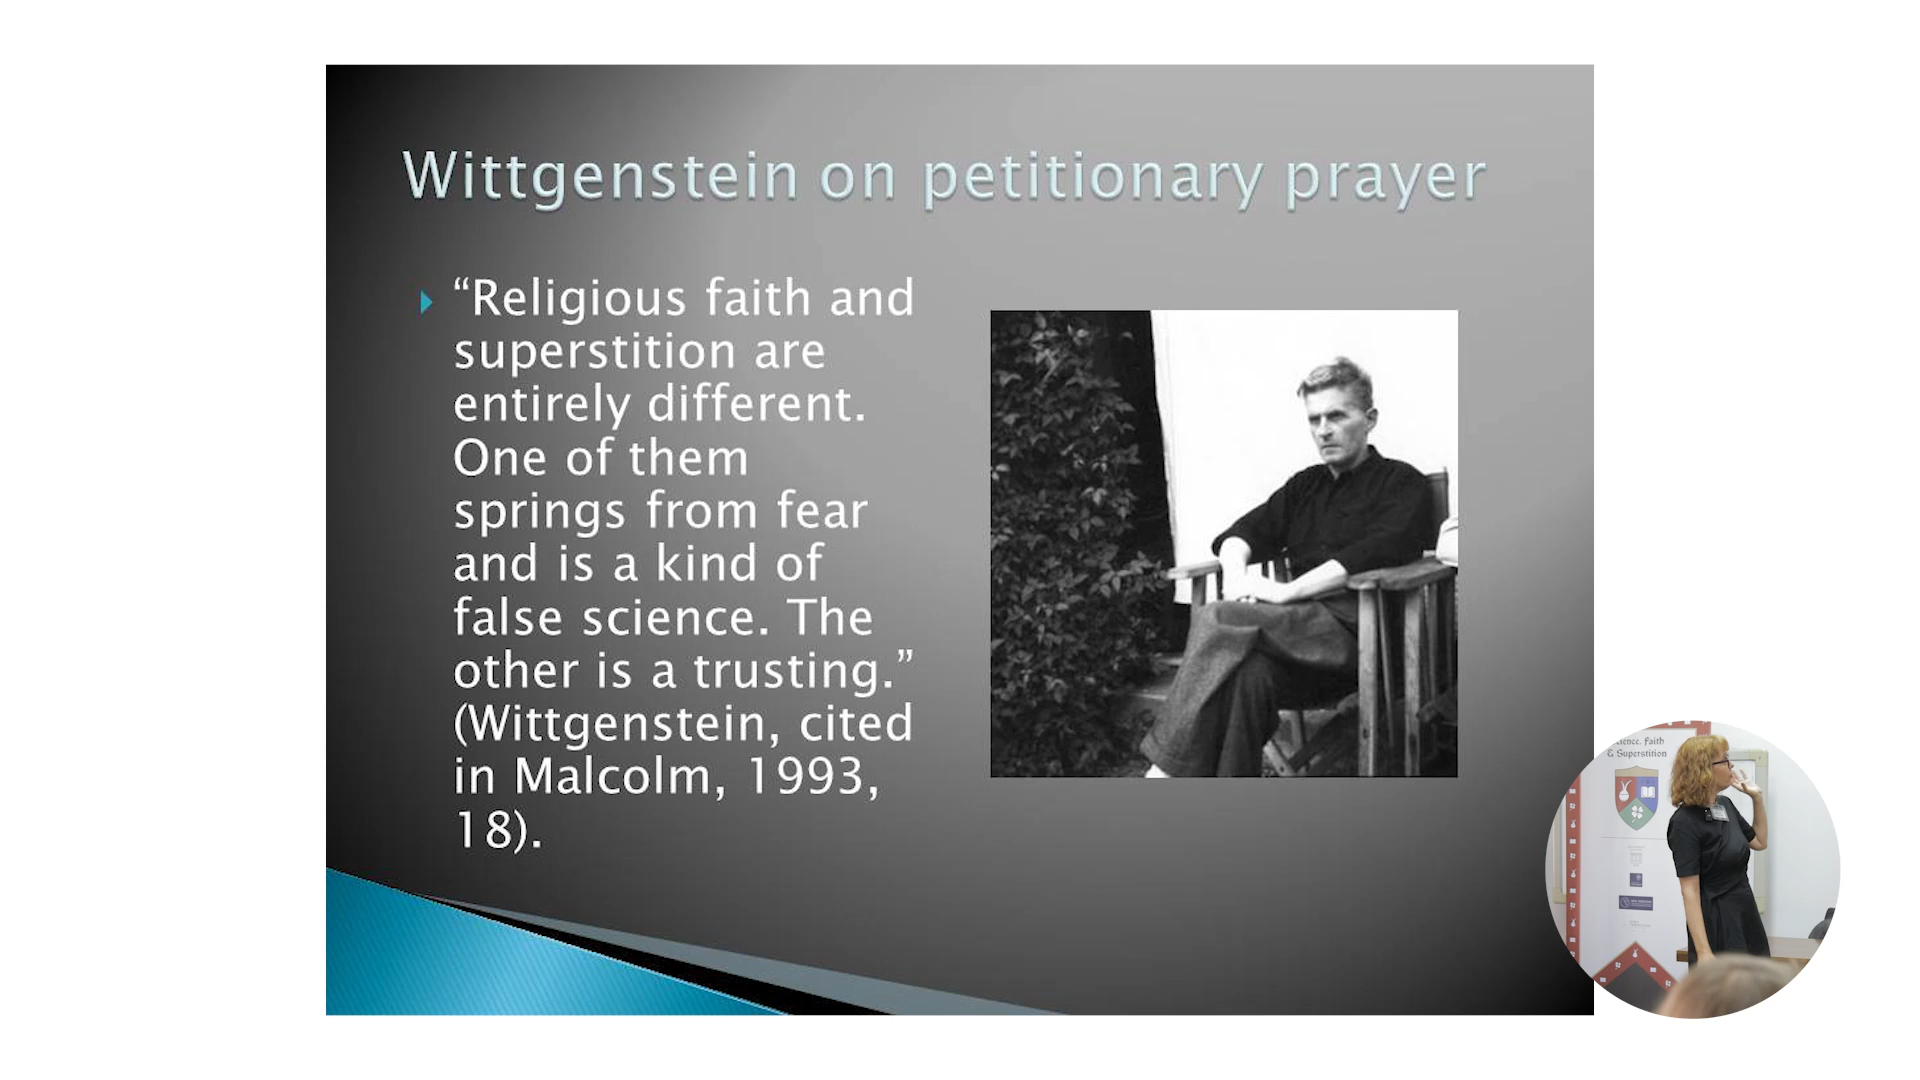 Wittgenstein on petitionary prayer
“Religious faith and
superstition are
entirely different.
One of them
springs from fear
and is a kind of
false science. The
other is a trusting.”
(Wittgenstein, cited
in Malcolm, 1993,
18).
Faith
& Superstition